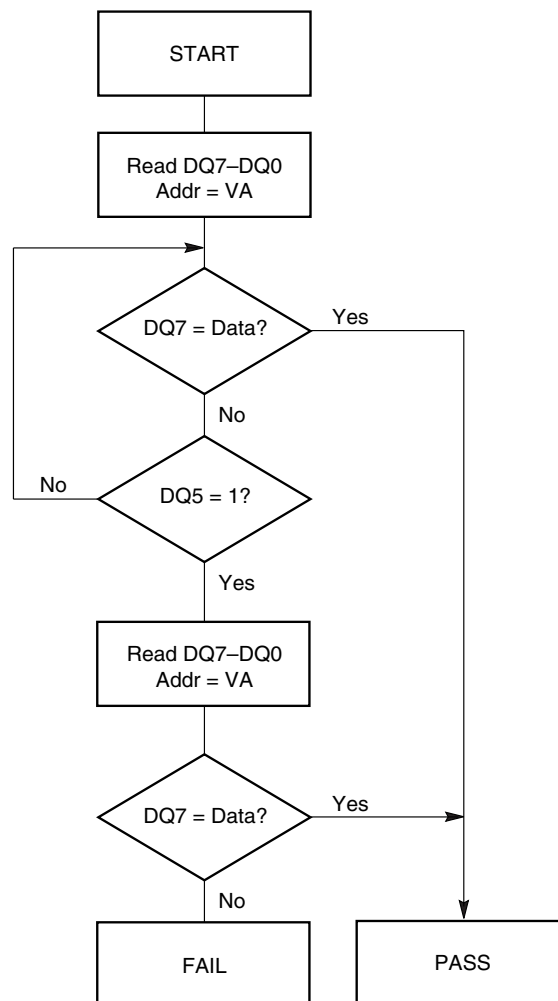 START
Read DQ7–DQ0
Addr = VA
DQ7 = Data?
Yes
No
No
DQ5 = 1?
Yes
Read DQ7–DQ0
Addr = VA
DQ7 = Data?
Yes
No
FAIL
PASS